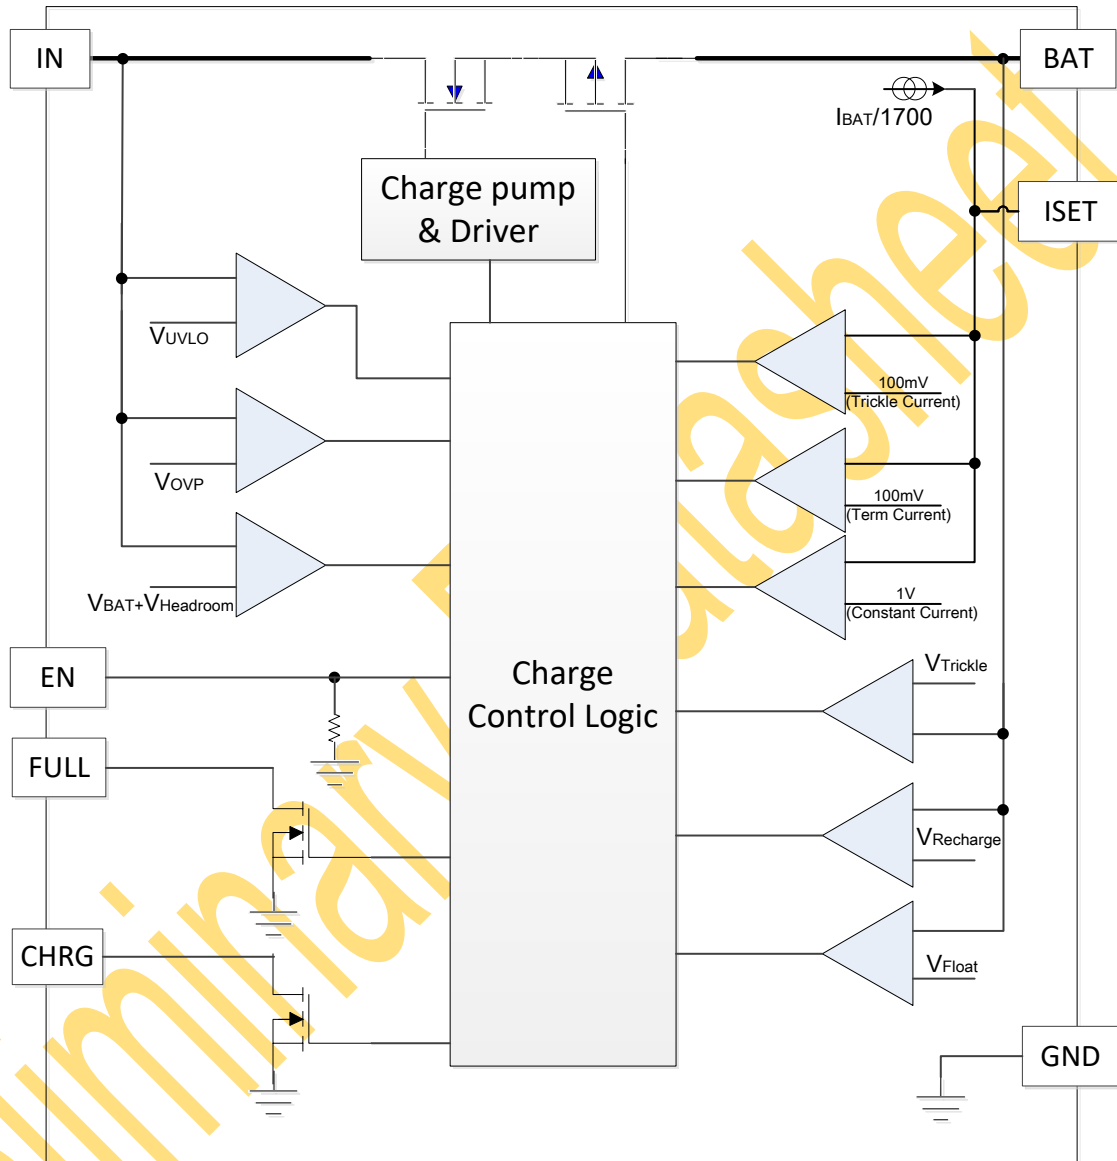 IN
BAT
IBAT/1700
Charge pump
& Driver
ISET
VUVLO
100mV
(Trickle Current)
VOVP
100mV
(Term Current)
VBAT+VHeadroom
1V
(Constant Current)
EN
Charge
Control Logic
VTrickle
FULL
VRecharge
CHRG
VFloat
GND